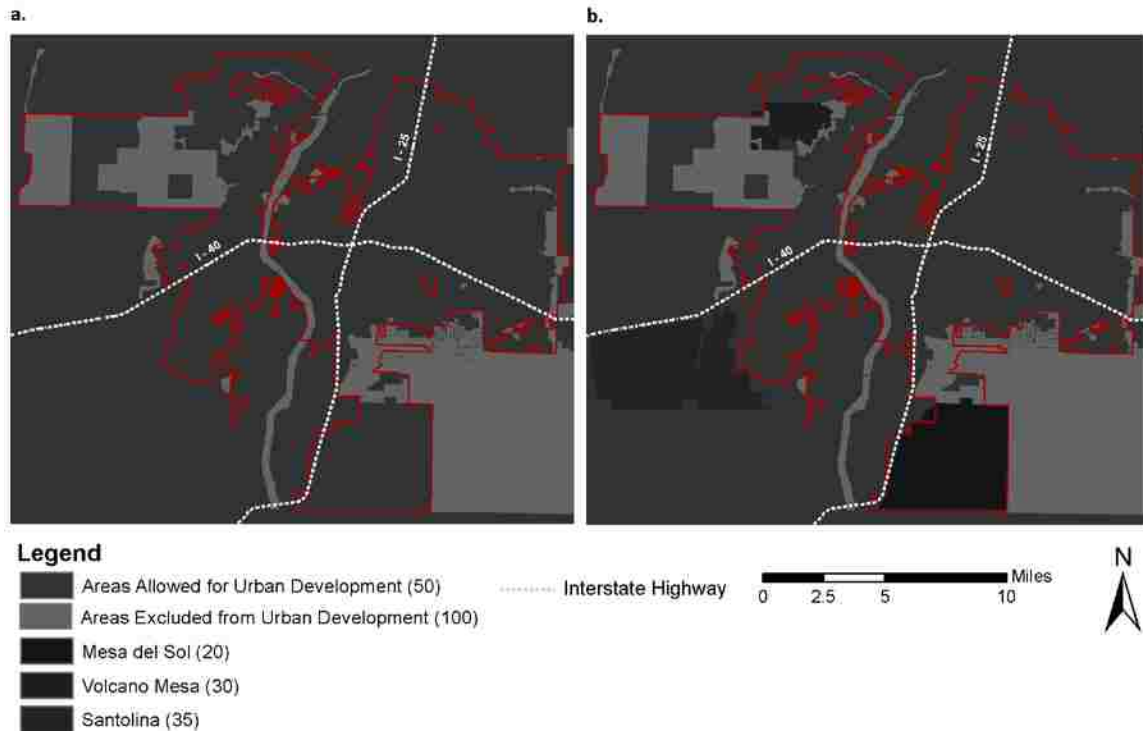 a.
b.
I - 25
I - 40
I - 25
I - 40
Legend
Areas Allowed for Urban Development (50)
Areas Excluded from Urban Development (100)
Mesa del Sol (20)
Volcano Mesa (30)
Santolina (35)
Interstate Highway
Miles
0 2.5 5 10
N